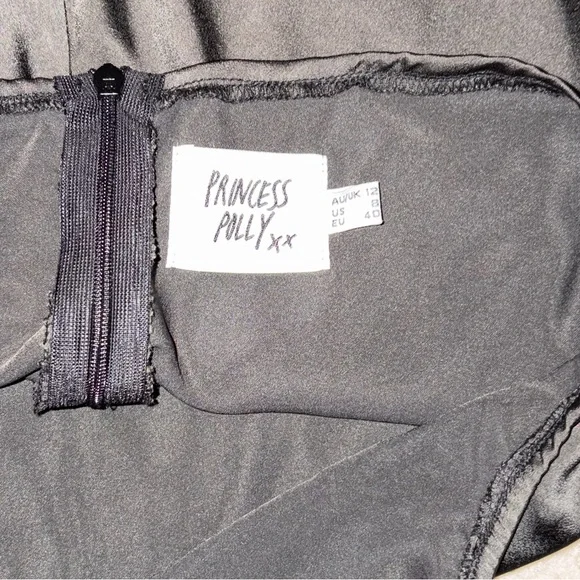 PRINCESS
POLLY xx
AU/UK 12
US 8
EU 40